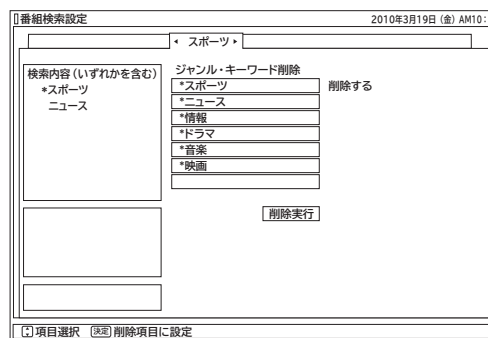 番組検索設定 2010年3月19日（金）AM10:
スポーツ
検索内容（いずれかを含む）
*スポーツ
ニュース
ジャンル・キーワード削除
*スポーツ 削除する
*ニュース
*情報
*ドラマ
*音楽
*映画
削除実行
項目選択 決定 削除項目に設定